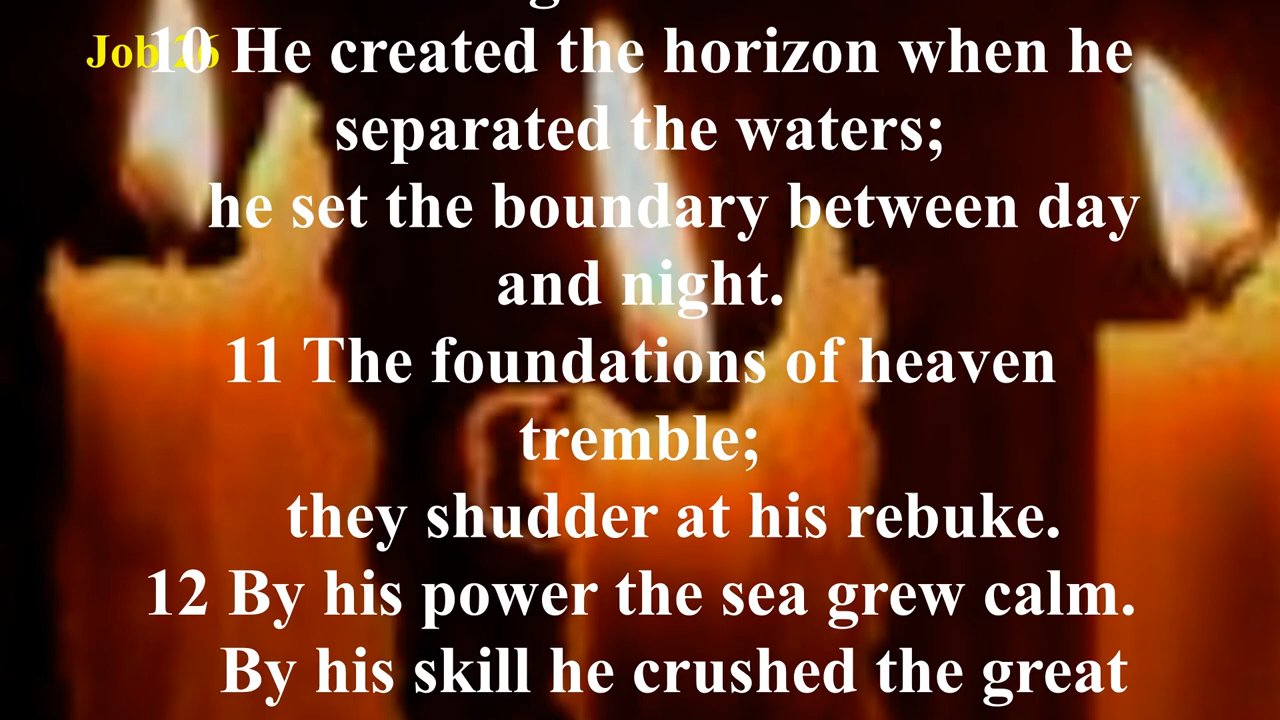 Job 26
10 He created the horizon when he
separated the waters;
he set the boundary between day
and night.
11 The foundations of heaven
tremble;
they shudder at his rebuke.
12 By his power the sea grew calm.
By his skill he crushed the great